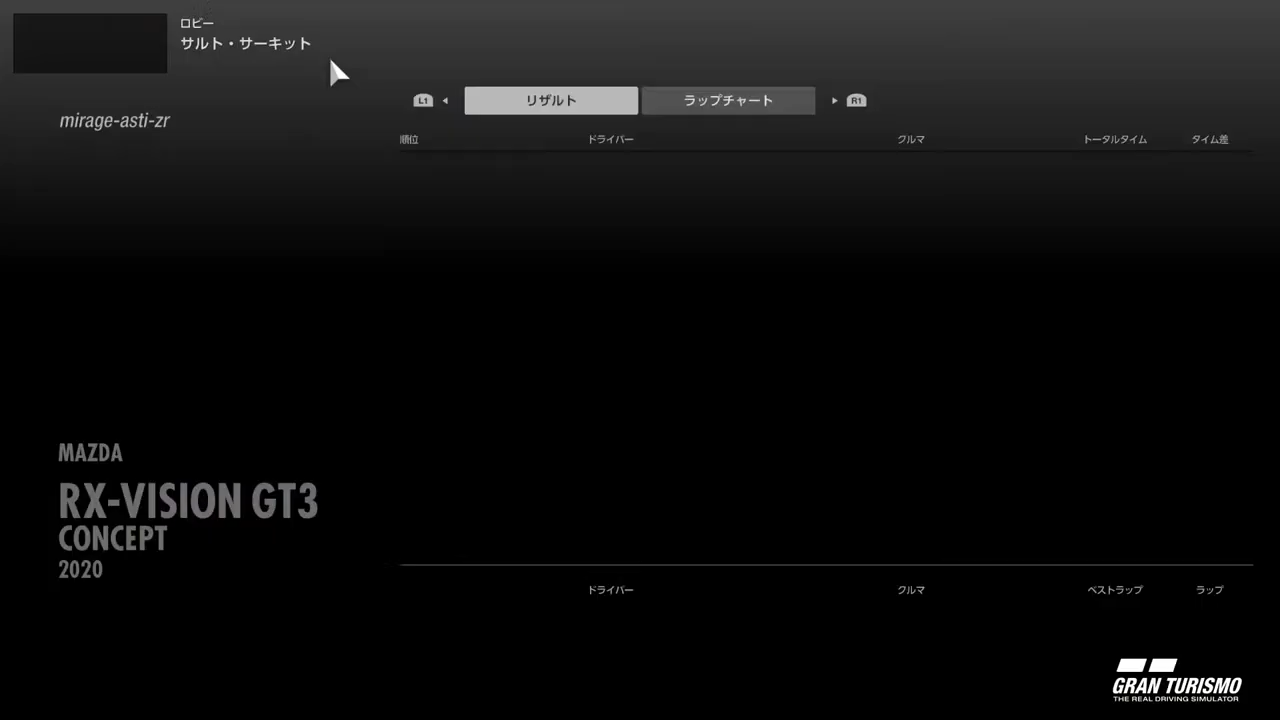 ロビー
サルト・サーキット
mirage-asti-zr
L1 リザルト ラップチャート R1
順位 ドライバー クルマ トータルタイム タイム差
MAZDA
RX-VISION GT3
CONCEPT
2020
ドライバー クルマ ベストラップ ラップ
GRAN TURISMO
THE REAL DRIVING SIMULATOR